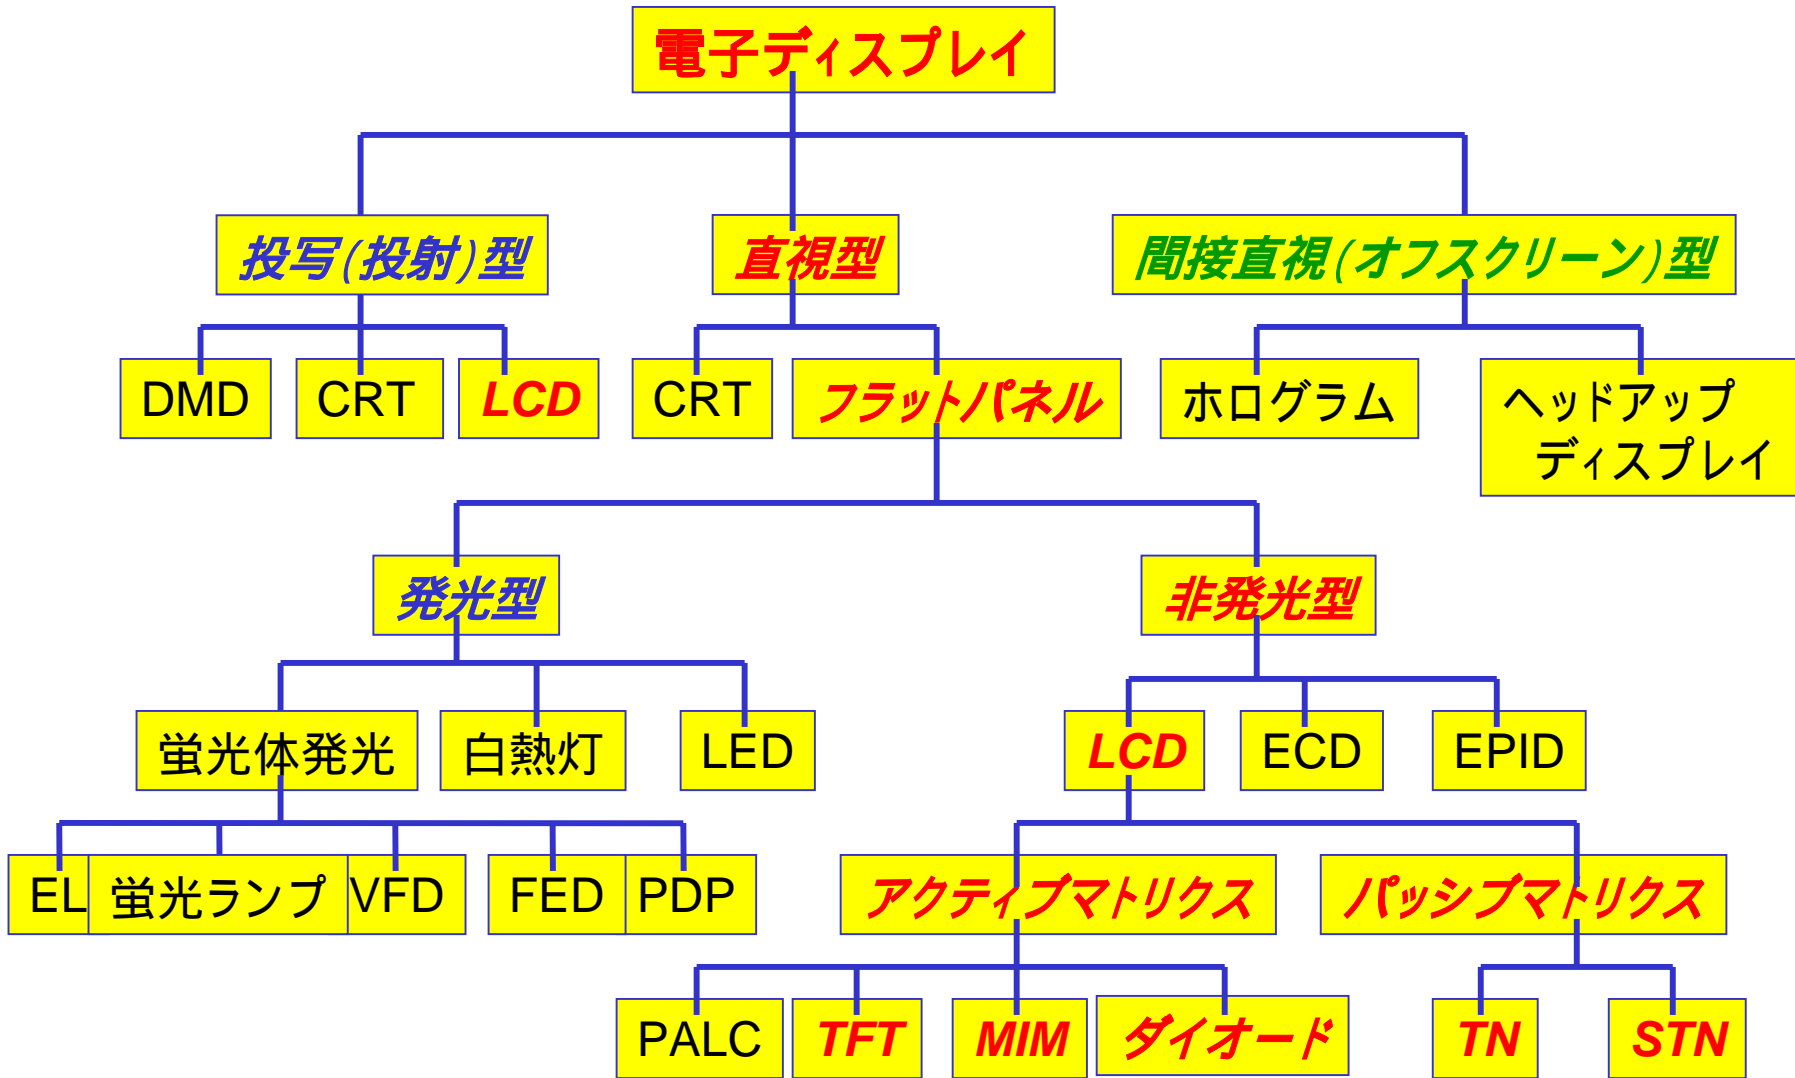 電子ディスプレイ
投写(投射)型
直視型
間接直視(オフスクリーン)型
DMD
CRT
LCD
CRT
フラットパネル
ホログラム
ヘッドアップ
ディスプレイ
発光型
非発光型
蛍光体発光
白熱灯
LED
LCD
ECD
EPID
EL
蛍光ランプ
VFD
FED
PDP
アクティブマトリクス
パッシブマトリクス
PALC
TFT
MIM
ダイオード
TN
STN